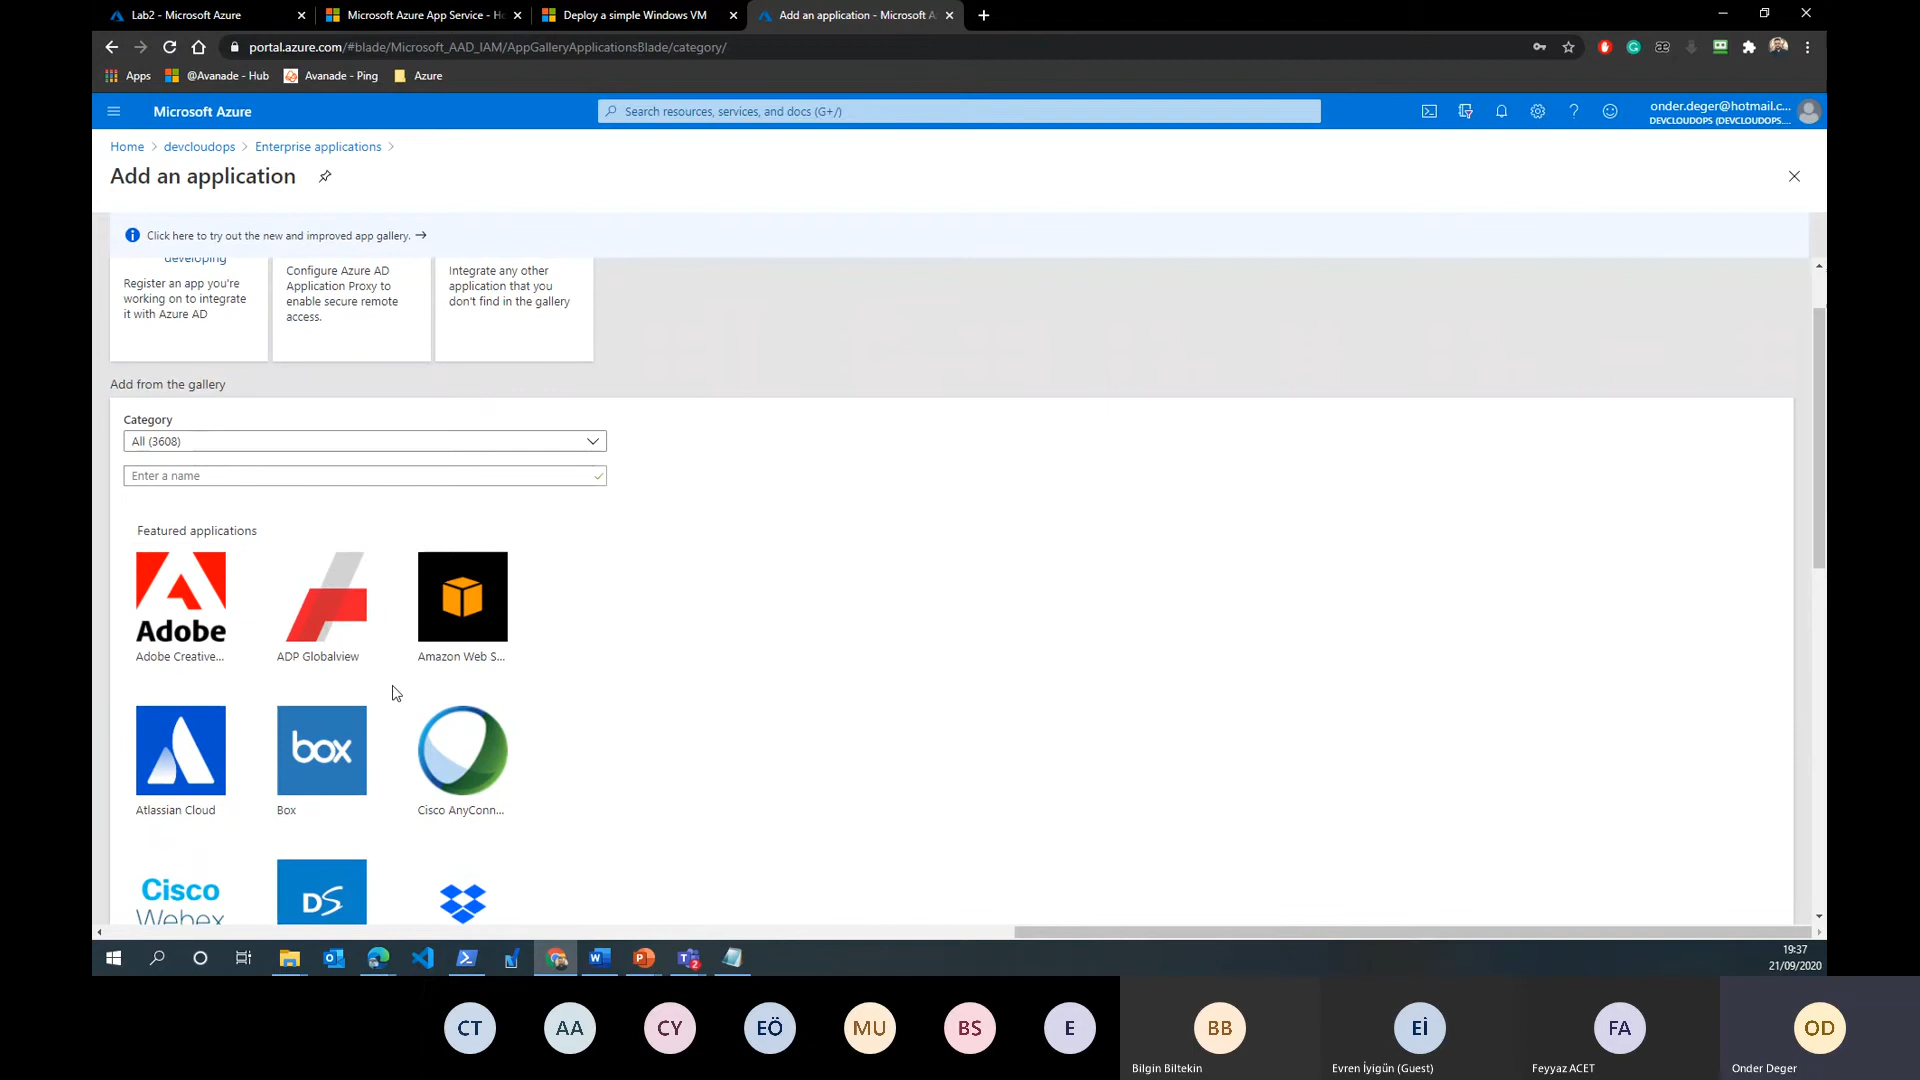 Lab2 - Microsoft Azure
Microsoft Azure App Service - Ho
Deploy a simple Windows VM
Add an application - Microsoft A
portal.azure.com/#blade/Microsoft_AAD_IAM/AppGalleryApplicationsBlade/category/
Apps
@Avanade - Hub
Avanade - Ping
Azure
Microsoft Azure
Search resources, services, and docs (G+/)
onder.deger@hotmail.c...
DEVCLOUDOPS (DEVCLOUDOPS....
Home > devcloudops > Enterprise applications >
Add an application
Click here to try out the new and improved app gallery. →
developing
Register an app you're
working on to integrate
it with Azure AD
Configure Azure AD
Application Proxy to
enable secure remote
access.
Integrate any other
application that you
don't find in the gallery
Add from the gallery
Category
All (3608)
Enter a name
Featured applications
Adobe
Adobe Creative...
ADP Globalview
Amazon Web S...
box
Atlassian Cloud
Box
Cisco AnyConn...
Cisco
Webex
DS
19:37
21/09/2020
CT
AA
CY
EÖ
MU
BS
E
BB
Bilgin Biltekin
Eİ
Evren İyigün (Guest)
FA
Feyyaz ACET
OD
Onder Deger